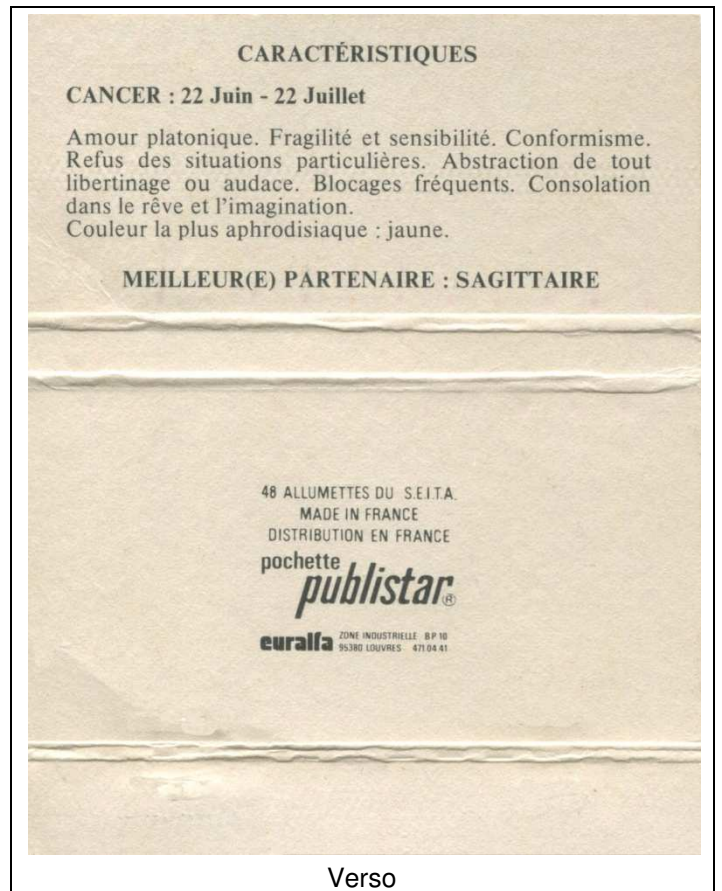 CARACTÉRISTIQUES
CANCER : 22 Juin - 22 Juillet
Amour platonique. Fragilité et sensibilité. Conformisme.
Refus des situations particulières. Abstraction de tout
libertinage ou audace. Blocages fréquents. Consolation
dans le rêve et l'imagination.
Couleur la plus aphrodisiaque : jaune.
MEILLEUR(E) PARTENAIRE : SAGITTAIRE
48 ALLUMETTES DU S.E.I.T.A.
MADE IN FRANCE
DISTRIBUTION EN FRANCE
pochette
publistar®
euralfa ZONE INDUSTRIELLE B P 10
95380 LOUVRES 471 04 41
Verso